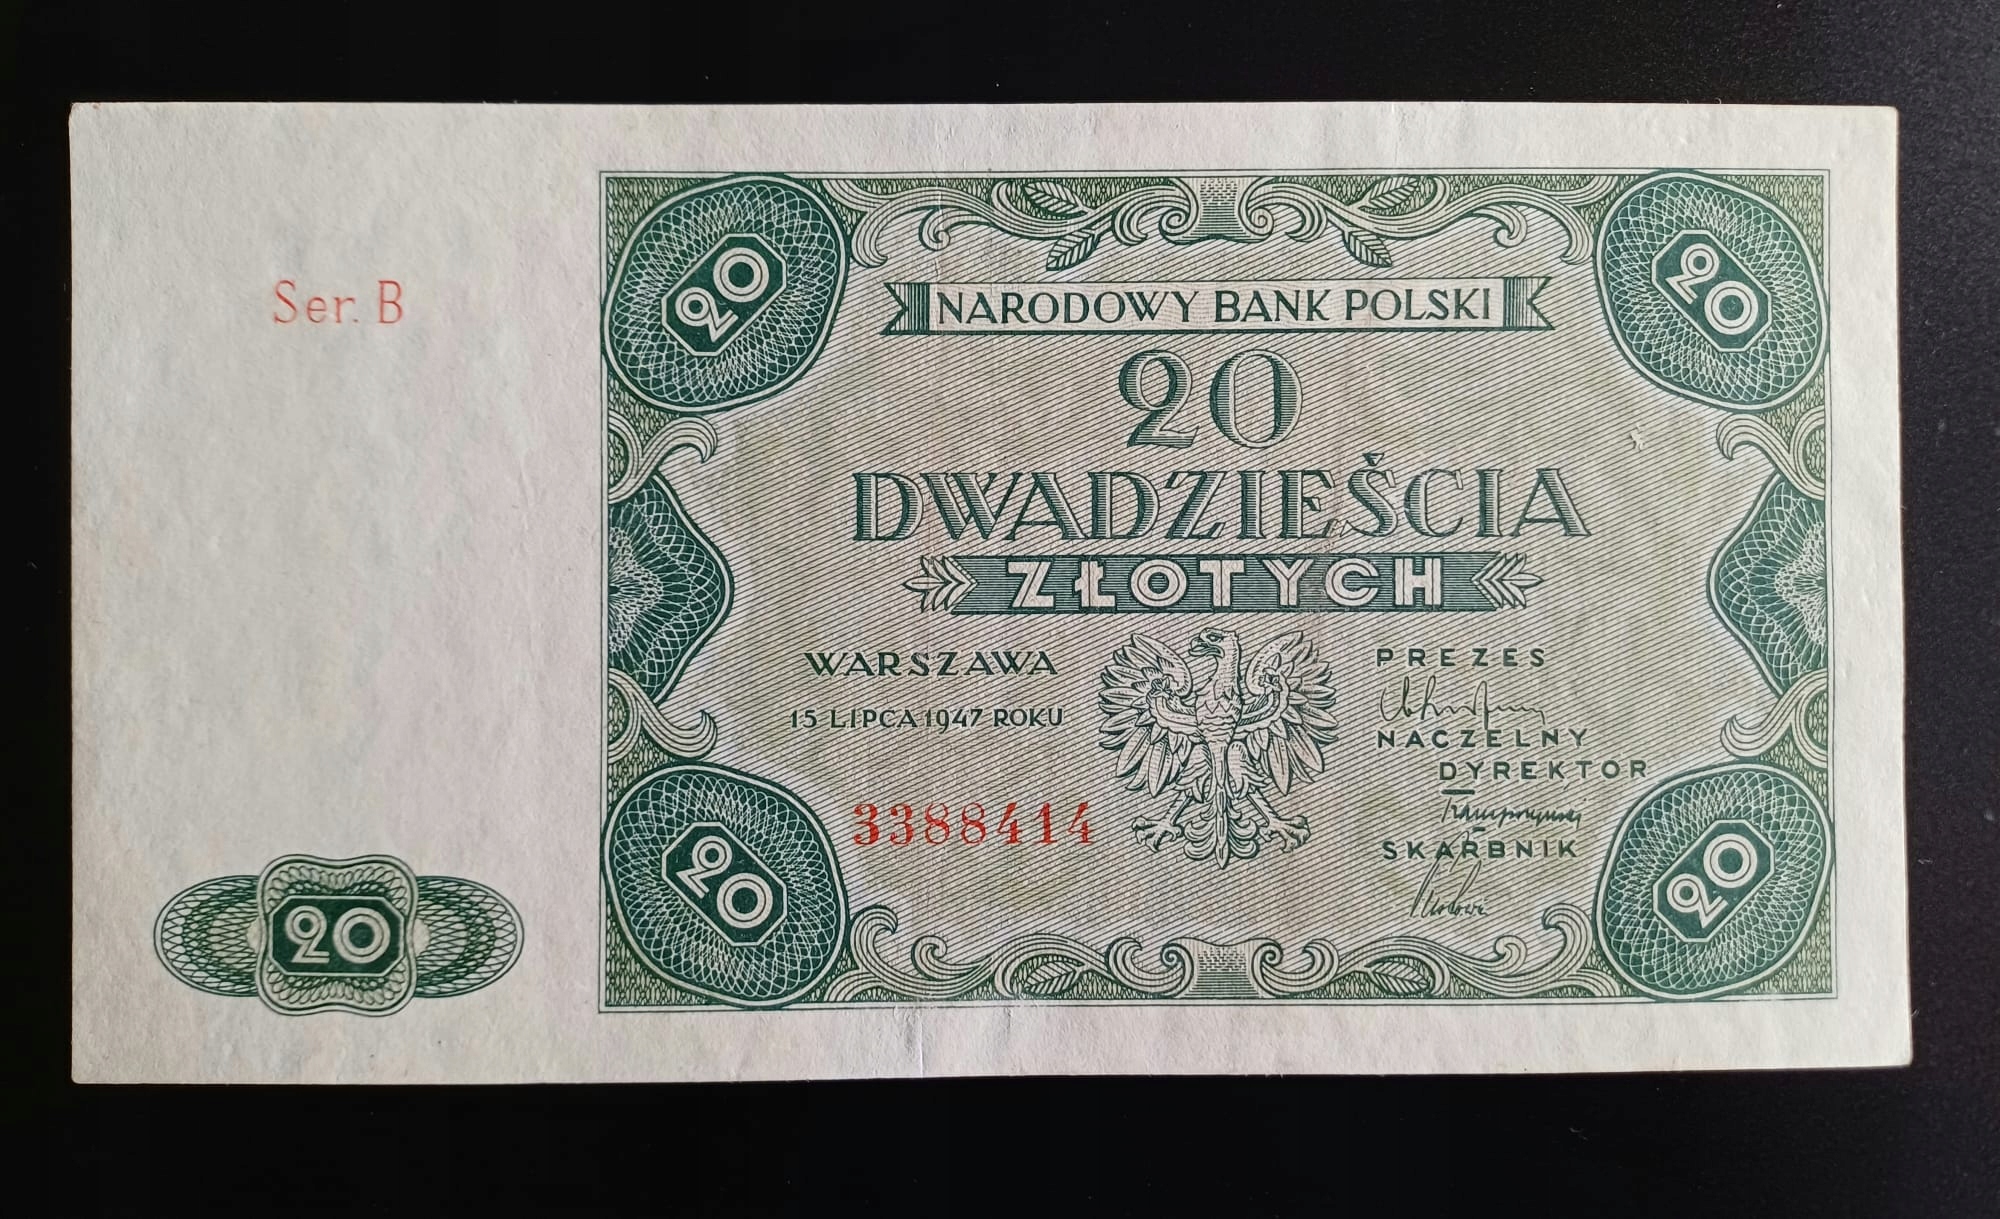 Ser. B
20
20
NARODOWY BANK POLSKI
20
DWADZIEŚCIA
ZŁOTYCH
WARSZAWA
15 LIPCA 1947 ROKU
PREZES
NACZELNY
DYREKTOR
3388414
SKARBNIK
20
20
20